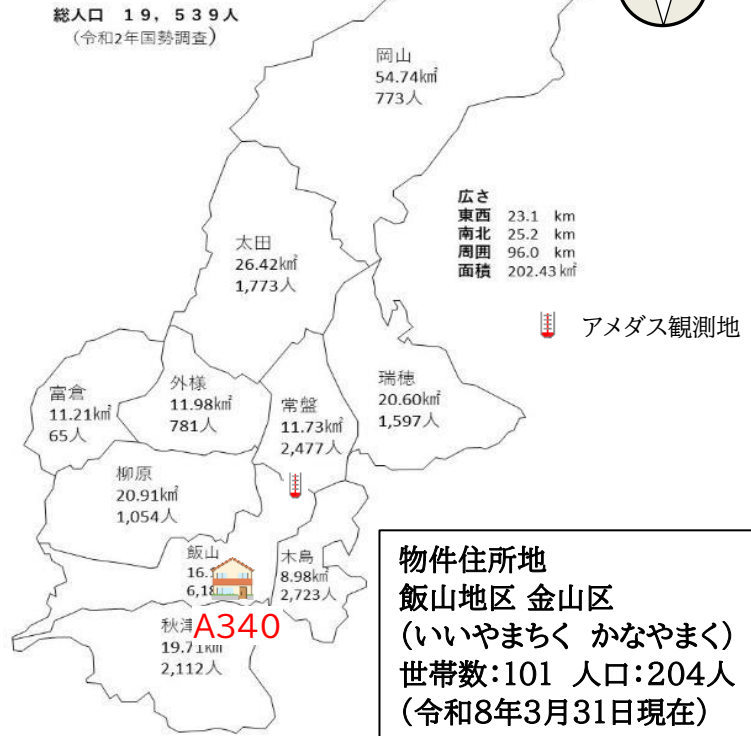 総人口 19,539人
(令和2年国勢調査)
岡山
54.74㎢
773人
広さ
東西 23.1 km
南北 25.2 km
周囲 96.0 km
面積 202.43㎢
太田
26.42㎢
1,773人
アメダス観測地
富倉
11.21㎢
65人
外様
11.98㎢
781人
常盤
11.73㎢
2,477人
瑞穂
20.60㎢
1,597人
柳原
20.91㎢
1,054人
飯山
木島
8.98㎢
2,723人
A340
19.71㎢
2,112人
物件住所地
飯山地区 金山区
(いいやまちく かなやまく)
世帯数:101 人口:204人
(令和8年3月31日現在)